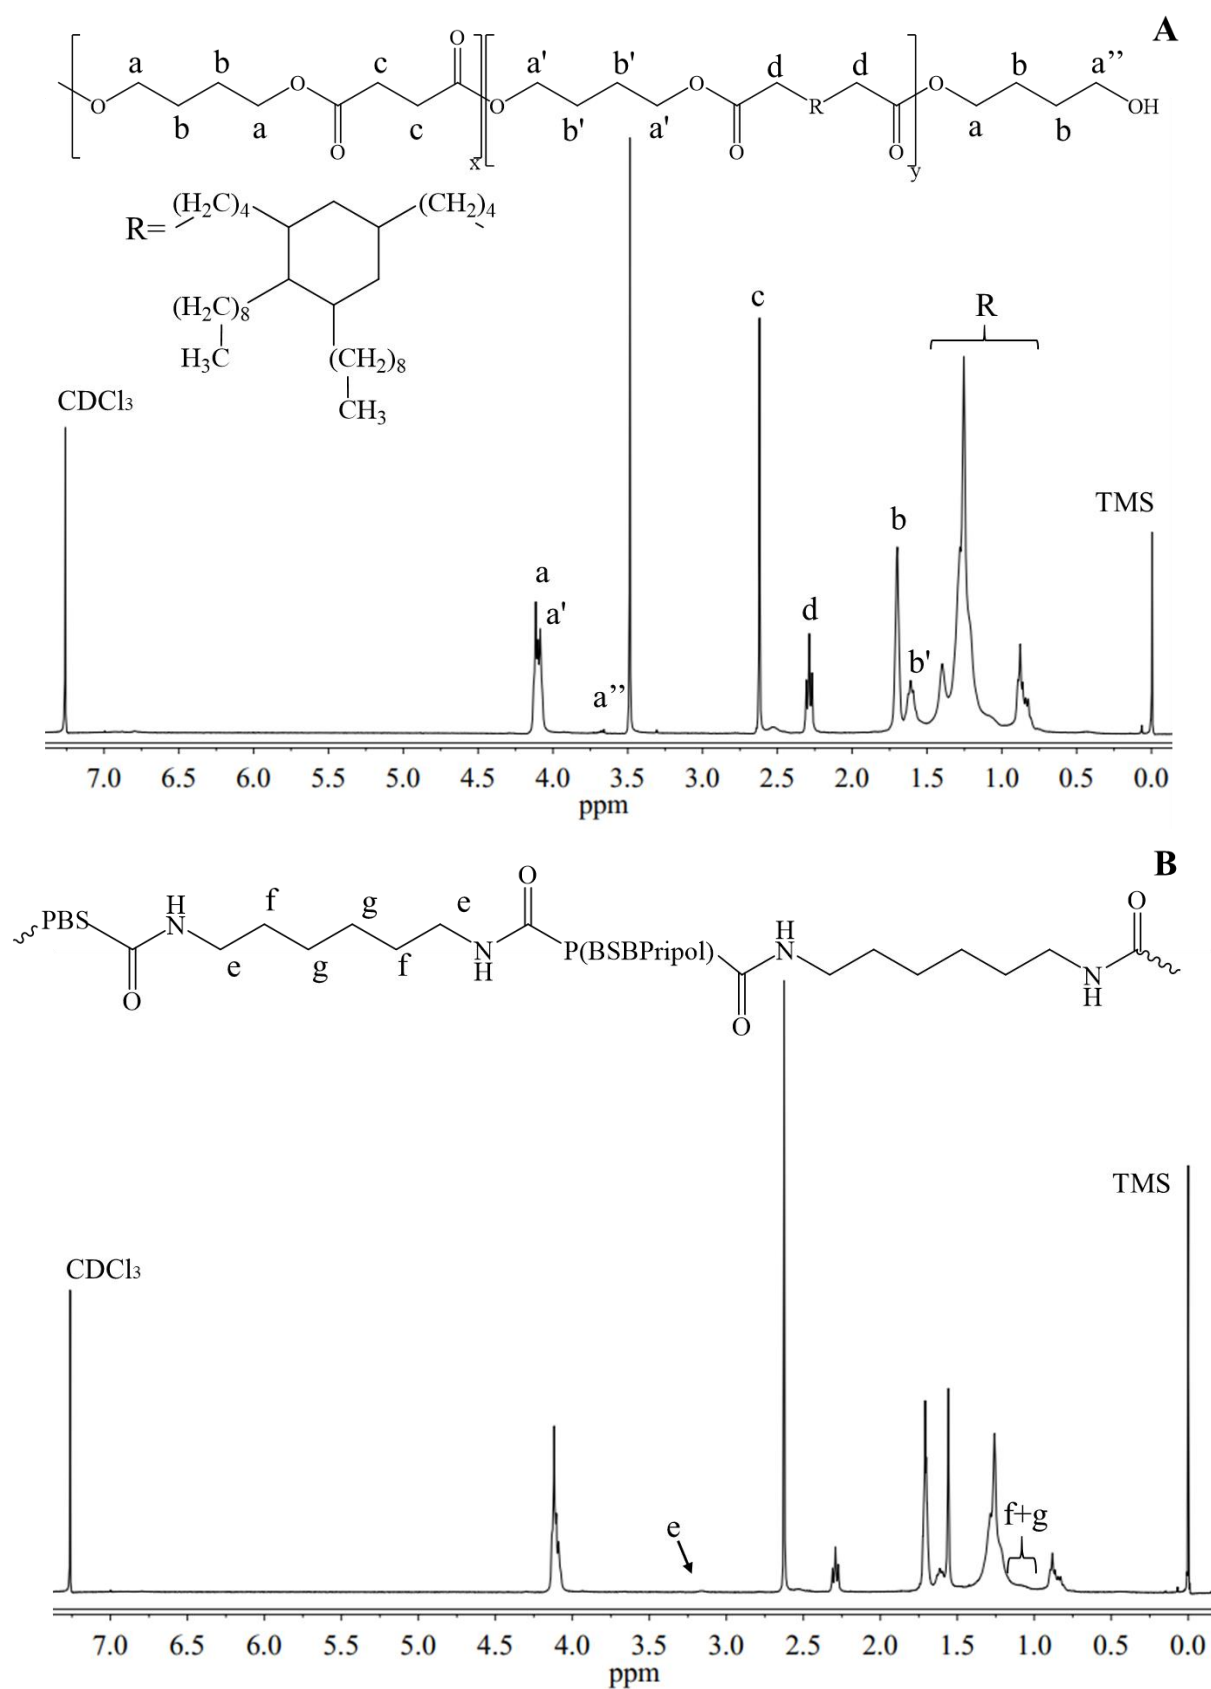 A
O O
a b c a' b' d d b a’’
O O O O R O OH
b a c b' a' a b
O O O
x y
R= (H₂C)₄ (CH₂)₄
(H₂C)₈
H₃C (CH₂)₈
CH₃
c R
CDCl₃
TMS
b
a
a' d
b'
a’’
7.0 6.5 6.0 5.5 5.0 4.5 4.0 3.5 3.0 2.5 2.0 1.5 1.0 0.5 0.0
ppm
B
O O
f g e
PBS H N N H P(BSBPripol) H N N H
e g f
O O
TMS
CDCl₃
e f+g
7.0 6.5 6.0 5.5 5.0 4.5 4.0 3.5 3.0 2.5 2.0 1.5 1.0 0.5 0.0
ppm